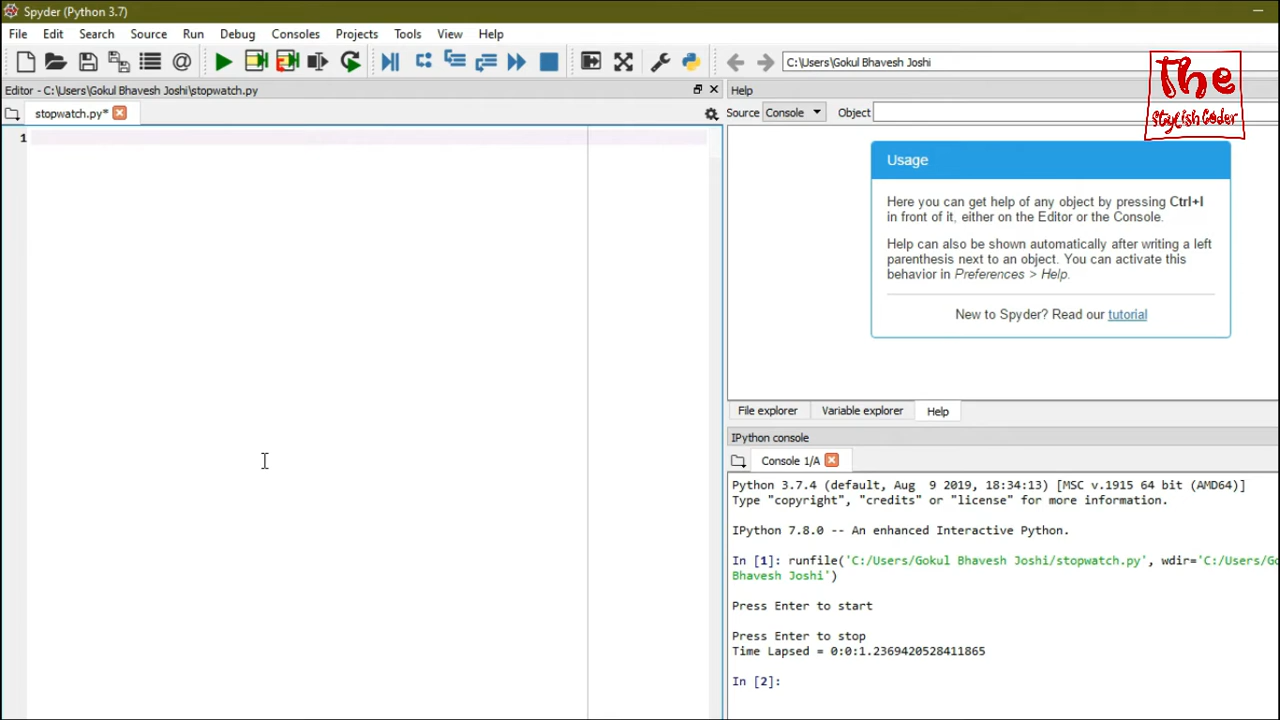 Spyder (Python 3.7)
File Edit Search Source Run Debug Consoles Projects Tools View Help
C:\Users\Gokul Bhavesh Joshi
The
Stylish Coder
Editor - C:\Users\Gokul Bhavesh Joshi\stopwatch.py
Help
stopwatch.py*
Source Console Object
1
Usage
Here you can get help of any object by pressing Ctrl+I
in front of it, either on the Editor or the Console.
Help can also be shown automatically after writing a left
parenthesis next to an object. You can activate this
behavior in Preferences > Help.
New to Spyder? Read our tutorial
File explorer Variable explorer Help
IPython console
Console 1/A
Python 3.7.4 (default, Aug  9 2019, 18:34:13) [MSC v.1915 64 bit (AMD64)]
Type "copyright", "credits" or "license" for more information.
IPython 7.8.0 -- An enhanced Interactive Python.
In [1]: runfile('C:/Users/Gokul Bhavesh Joshi/stopwatch.py', wdir='C:/Users/Go
Bhavesh Joshi')
Press Enter to start
Press Enter to stop
Time Lapsed = 0:0:1.2369420528411865
In [2]: